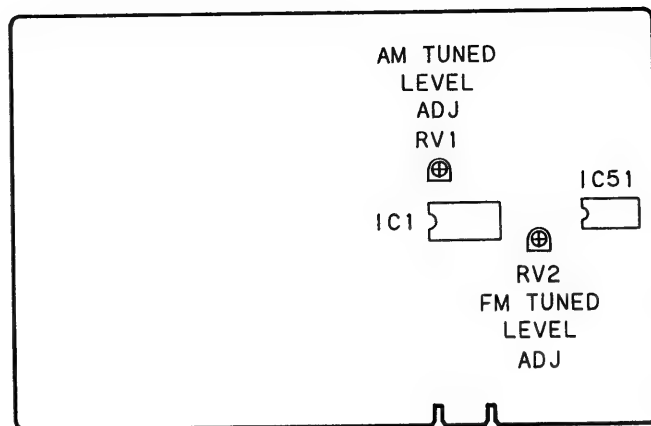 AM TUNED
LEVEL
ADJ
RV1
IC51
IC1
RV2
FM TUNED
LEVEL
ADJ